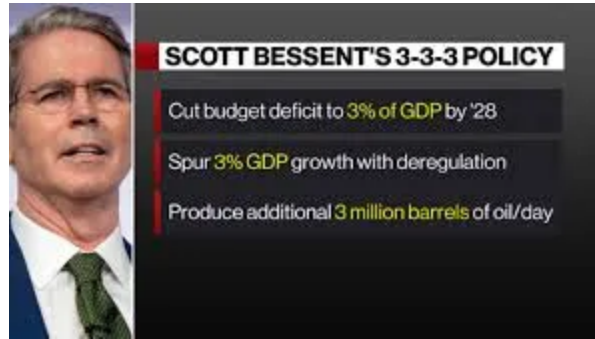 SCOTT BESSENT'S 3-3-3 POLICY
Cut budget deficit to 3% of GDP by '28
Spur 3% GDP growth with deregulation
Produce additional 3 million barrels of oil/day